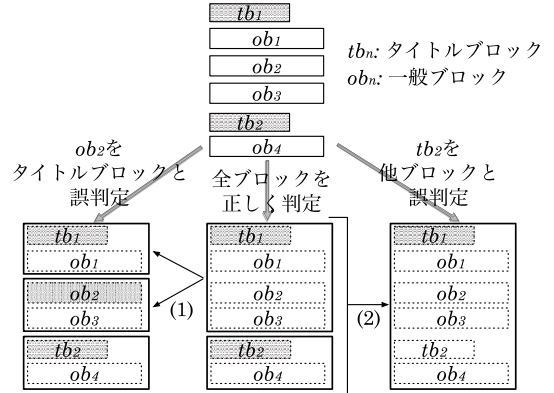 tb1
ob1
ob2
ob3
tb2
ob4
tbn: タイトルブロック
obn: 一般ブロック
ob2を
タイトルブロックと
誤判定
全ブロックを
正しく判定
tb2を
他ブロックと
誤判定
tb1
ob1
ob2
ob3
tb2
ob4
(1)
tb1
ob1
ob2
ob3
tb2
ob4
(2)
tb1
ob1
ob2
ob3
tb2
ob4